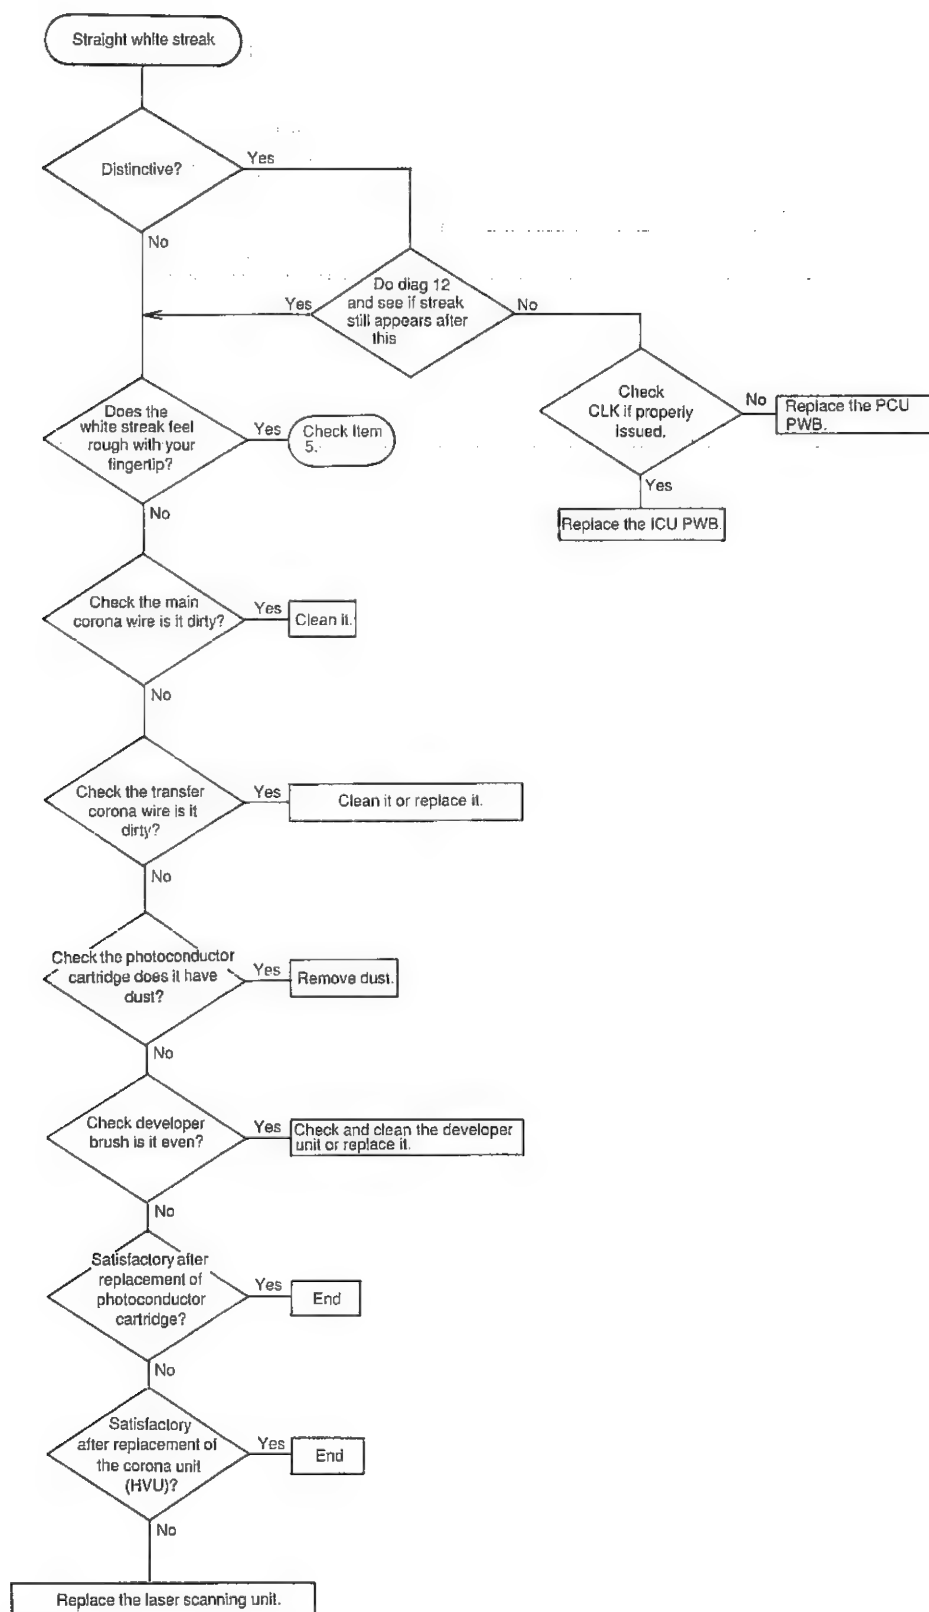 Straight white streak
Distinctive?
Yes
No
Do diag 12
and see if streak
still appears after
this
Yes
No
Check
CLK if properly
issued.
No
Replace the PCU
PWB.
Yes
Replace the ICU PWB.
Does the
white streak feel
rough with your
fingertip?
Yes
Check Item
5.
No
Check the main
corona wire is it dirty?
Yes
Clean it.
No
Check the transfer
corona wire is it
dirty?
Yes
Clean it or replace it.
No
Check the photoconductor
cartridge does it have
dust?
Yes
Remove dust.
No
Check developer
brush is it even?
Yes
Check and clean the developer
unit or replace it.
No
Satisfactory after
replacement of
photoconductor
cartridge?
Yes
End
No
Satisfactory
after replacement of
the corona unit
(HVU)?
Yes
End
No
Replace the laser scanning unit.